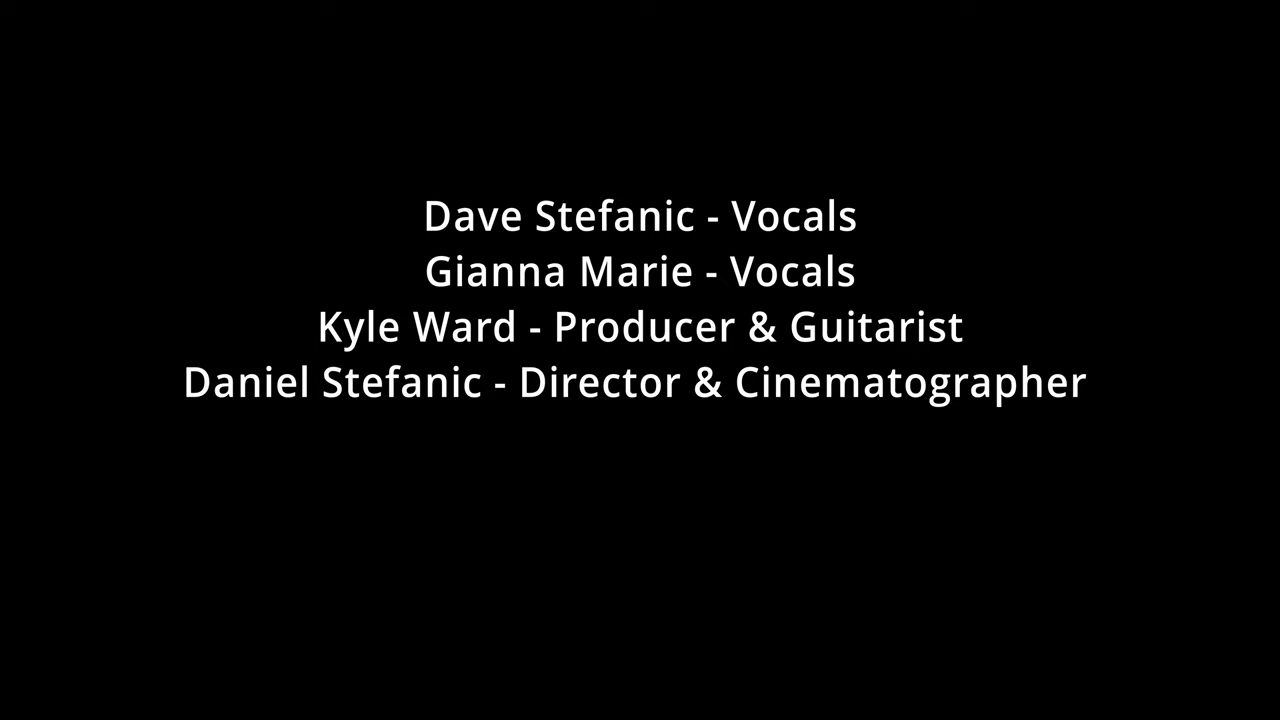 Dave Stefanic - Vocals
Gianna Marie - Vocals
Kyle Ward - Producer & Guitarist
Daniel Stefanic - Director & Cinematographer